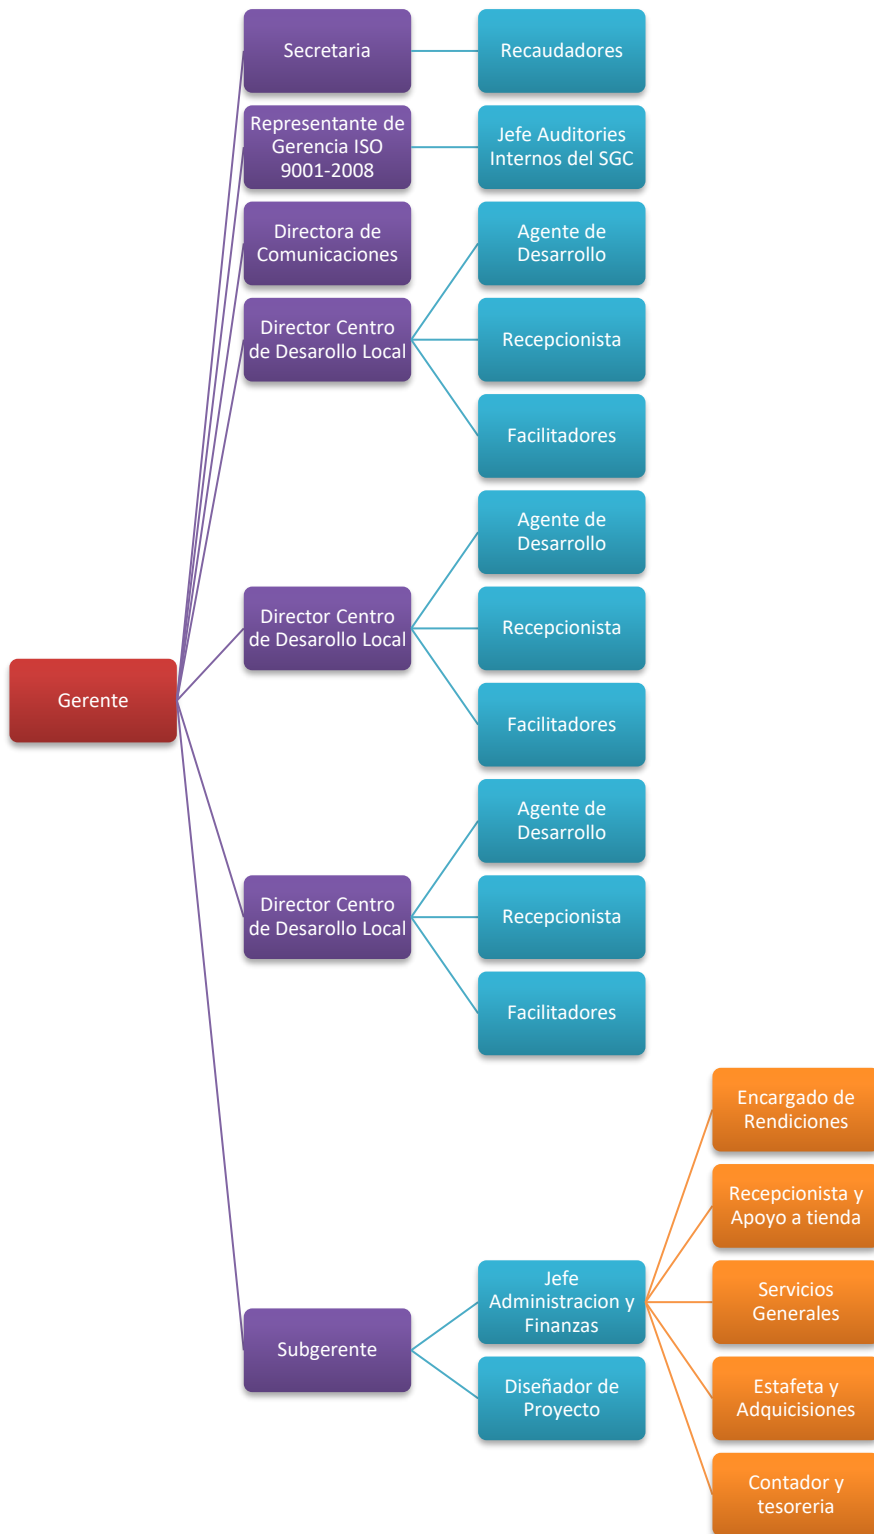 Secretaria
Recaudadores
Representante de
Gerencia ISO
9001-2008
Jefe Auditories
Internos del SGC
Directora de
Comunicaciones
Director Centro
de Desarollo Local
Agente de
Desarrollo
Recepcionista
Facilitadores
Director Centro
de Desarollo Local
Agente de
Desarrollo
Recepcionista
Facilitadores
Gerente
Director Centro
de Desarollo Local
Agente de
Desarrollo
Recepcionista
Facilitadores
Subgerente
Jefe
Administracion y
Finanzas
Encargado de
Rendiciones
Recepcionista y
Apoyo a tienda
Servicios
Generales
Estafeta y
Adquicisiones
Contador y
tesoreria
Diseñador de
Proyecto